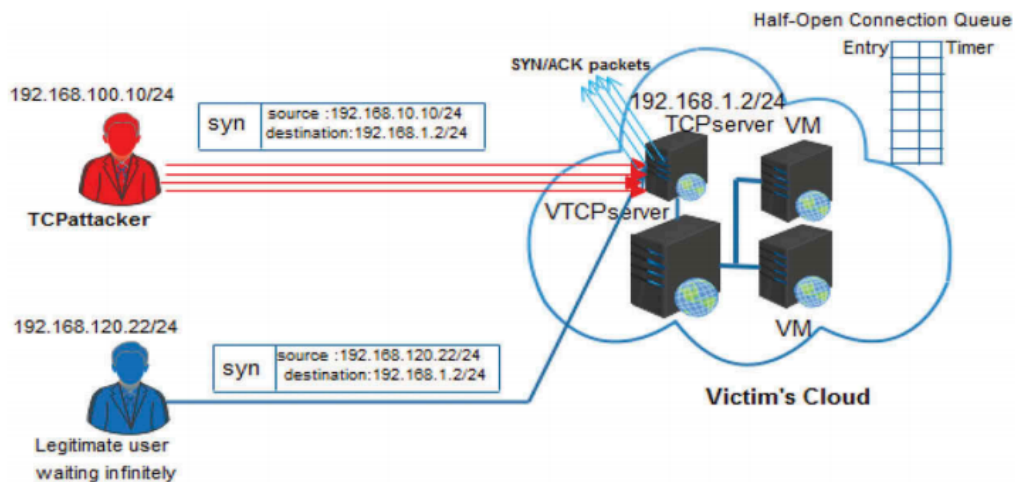 Half-Open Connection Queue
Entry Timer
SYN/ACK packets
192.168.100.10/24
syn
source :192.168.10.10/24
destination:192.168.1.2/24
192.168.1.2/24
TCPserver VM
TCPattacker
VTCPserver
192.168.120.22/24
syn
source :192.168.120.22/24
destination:192.168.1.2/24
VM
Victim's Cloud
Legitimate user
waiting infinitely